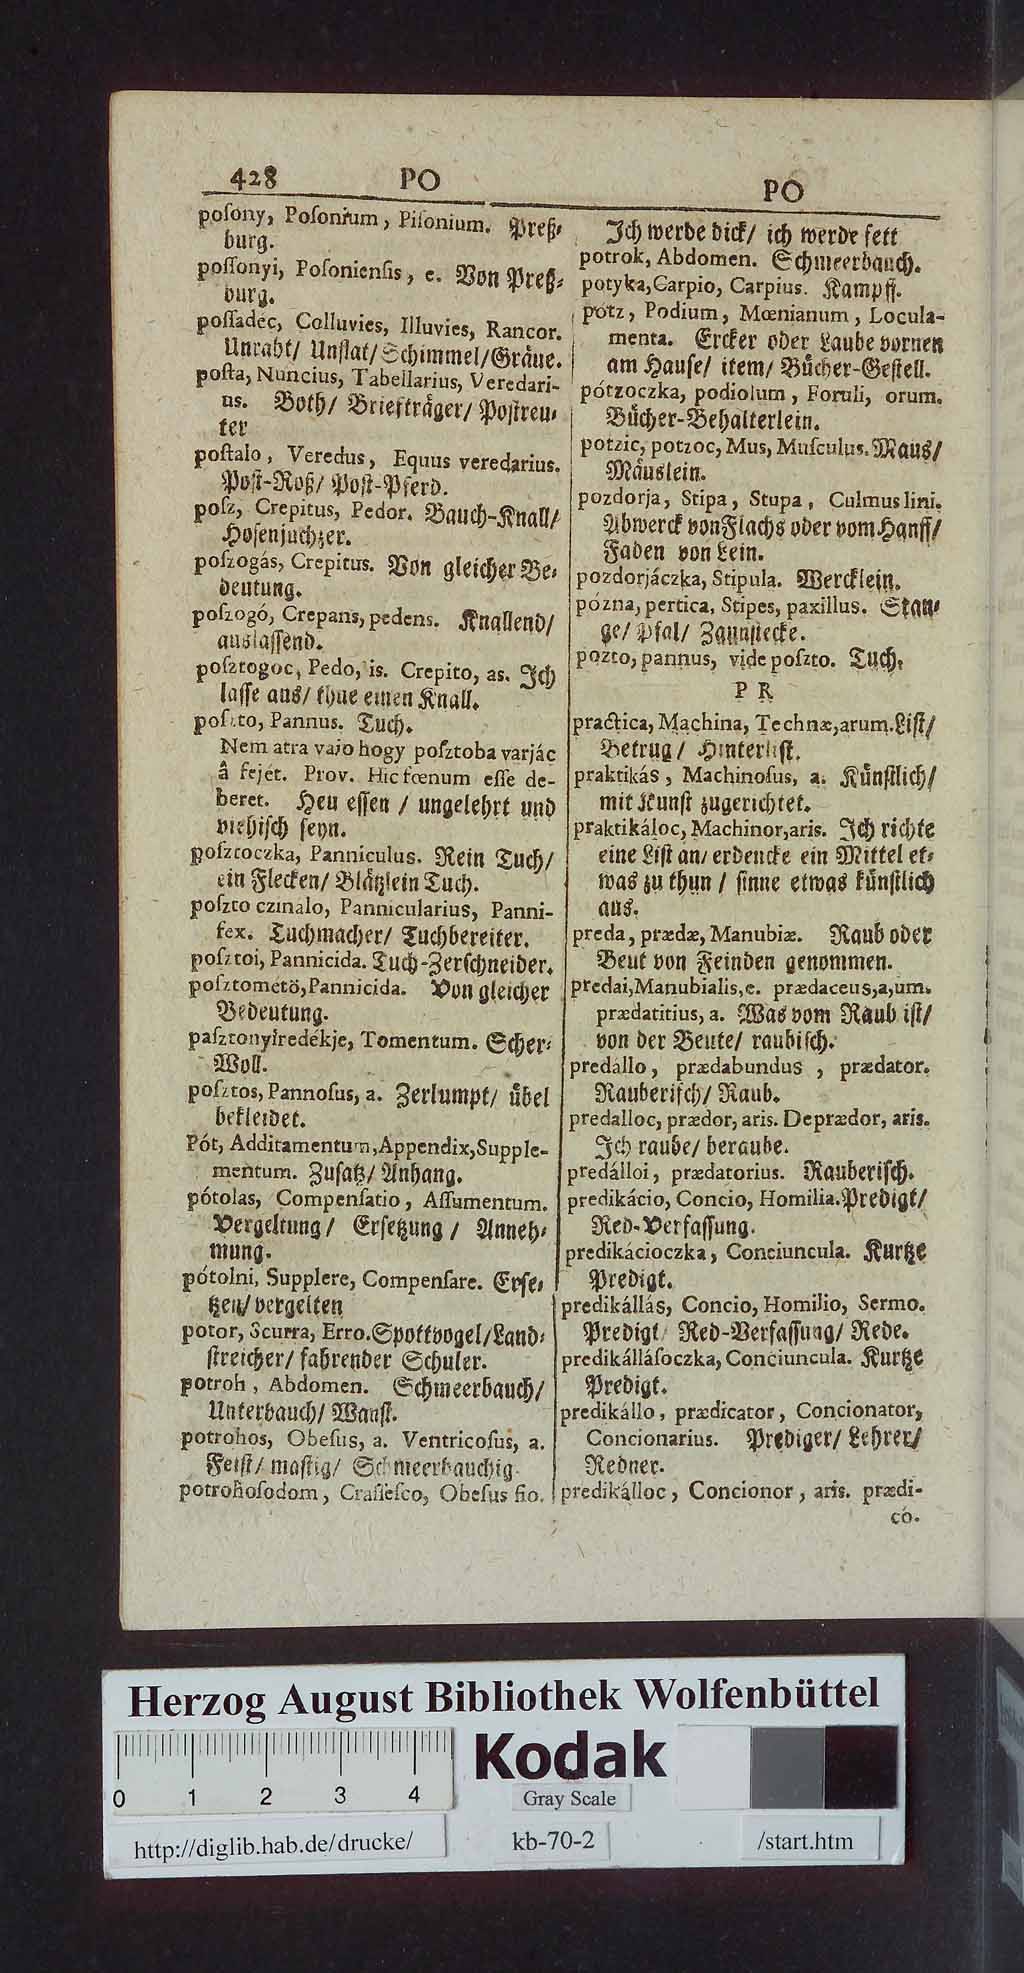 428 PO
poſony, Poſonium, Piſonium. Preß⸗
burg.
poſſonyi, Poſonienſis, e. Von Preß⸗
burg.
poſſadéc, Colluvies, Illuvies, Rancor.
Unraht/ Unflat/ Schimmel/ Gräue.
poſta, Nuncius, Tabellarius, Veredari-
us. Both/ Briefträger/ Poſtreu⸗
ter
poſtalo, Veredus, Equus veredarius.
Poſt-Roß/ Poſt-Pferd.
poſz, Crepitus, Pedor. Bauch-Knall/
Hoſenjuchzer.
poſzogás, Crepitus. Von gleicher Be⸗
deutung.
poſzogó, Crepans, pedens. Knallend/
auslaſſend.
poſztogoc, Pedo, is. Crepito, as. Ich
laſſe aus/ thue einen Knall.
poſzto, Pannus. Tuch.
Nem atra vaio hogy poſztoba varjác
â fejét. Prov. Hic fœnum eſſe de-
beret. Heu eſſen / ungelehrt und
viehiſch ſeyn.
poſztoczka, Panniculus. Rein Tuch/
ein Flecken/ Blätzlein Tuch.
poſzto czinálo, Pannicularius, Panni-
fex. Tuchmacher/ Tuchbereiter.
poſztoi, Pannicida. Tuch-Zerſchneider.
poſztometö, Pannicida. Von gleicher
Bedeutung.
paſztonyiredékje, Tomentum. Scher⸗
Woll.
poſztos, Pannoſus, a. Zerlumpt/ übel
bekleidet.
Pót, Additamentum, Appendix, Supple-
mentum. Zuſatz/ Anhang.
pótolas, Compenſatio, Aſſumentum.
Vergeltung/ Erſetzung / Anneh⸗
mung.
pótolni, Supplere, Compenſare. Erſe⸗
tzen/ vergelten
potor, Scurra, Erro. Spottvogel/ Land⸗
ſtreicher/ fahrender Schuler.
potroh, Abdomen. Schmeerbauch/
Unterbauch/ Wanſt.
potrohos, Obeſus, a. Ventricoſus, a.
Feiſt/ maſtig/ Schmeerbauchig
potrohoſodom, Craſſeſco, Obeſus fio.
PO
Ich werde dick/ ich werde fett
potrok, Abdomen. Schmeerbauch.
potyka, Carpio, Carpius. Kampff.
potz, Podium, Mœnianum, Locula-
menta. Ercker oder Laube vornen
am Hauſe/ item/ Bücher-Geſtell.
pótzoczka, podiolum, Foruli, orum.
Bücher-Behalterlein.
potzic, potzoc, Mus, Muſculus. Maus/
Mäuslein.
pozdorja, Stipa, Stupa, Culmus lini.
Abwerck von Flachs oder vom Hanff/
Faden von Lein.
pozdorjáczka, Stipula. Wercklein.
pózna, pertica, Stipes, paxillus. Stan⸗
ge/ Pfal/ Zaunſtecke.
pozto, pannus, vide poſzto. Tuch.
P R
practica, Machina, Technæ, arum. Liſt/
Betrug/ Hinterliſt.
praktikás, Machinoſus, a. Künſtlich/
mit Kunſt zugerichtet.
praktikáloc, Machinor, aris. Ich richte
eine Liſt an/ erdencke ein Mittel et⸗
was zu thun / ſinne etwas künſtlich
aus.
preda, prædæ, Manubiæ. Raub oder
Beut von Feinden genommen.
predai, Manubialis, e. prædaceus, a, um.
prædatitius, a. Was vom Raub iſt/
von der Beute/ raubiſch.
predállo, prædabundus, prædator.
Rauberiſch/ Raub.
predalloc, prædor, aris. Deprædor, aris.
Ich raube/ beraube.
predálloi, prædatorius. Rauberiſch.
predikácio, Concio, Homilia. Predigt/
Red-Verfaſſung.
predikácioczka, Conciuncula. Kurtze
Predigt.
predikállás, Concio, Homilio, Sermo.
Predigt/ Red-Verfaſſung/ Rede.
predikálláſoczka, Conciuncula. Kurtze
Predigt.
predikállo, prædicator, Concionator,
Concionarius. Prediger/ Lehrer/
Redner.
predikálloc, Concionor, aris. prædi-
co.
Herzog August Bibliothek Wolfenbüttel
0 1 2 3 4
Kodak
Gray Scale
http://diglib.hab.de/drucke/ kb-70-2 /start.htm